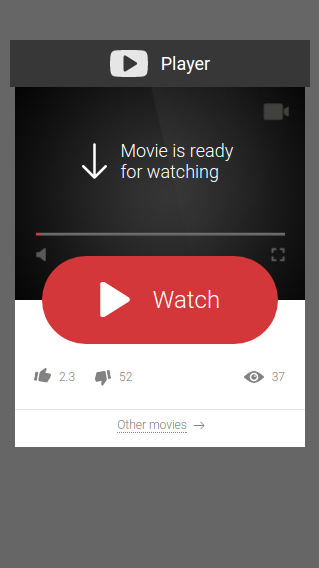 Player
Movie is ready
for watching
Watch
2.3
52
37
Other movies